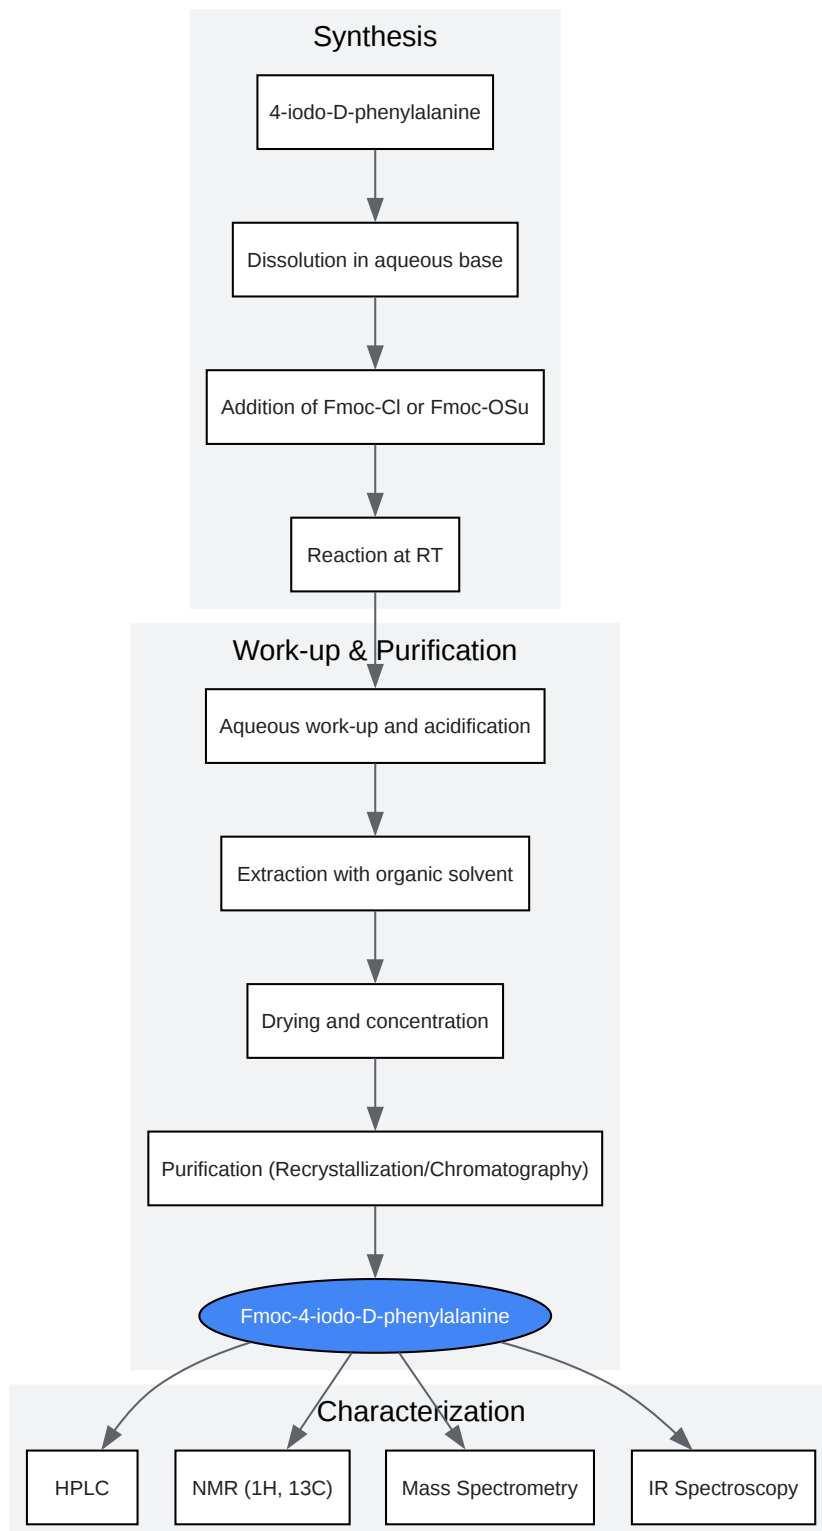 Synthesis
4-iodo-D-phenylalanine
Dissolution in aqueous base
Addition of Fmoc-Cl or Fmoc-OSu
Reaction at RT
Work-up & Purification
Aqueous work-up and acidification
Extraction with organic solvent
Drying and concentration
Purification (Recrystallization/Chromatography)
Fmoc-4-iodo-D-phenylalanine
Characterization
HPLC
NMR (1H, 13C)
Mass Spectrometry
IR Spectroscopy